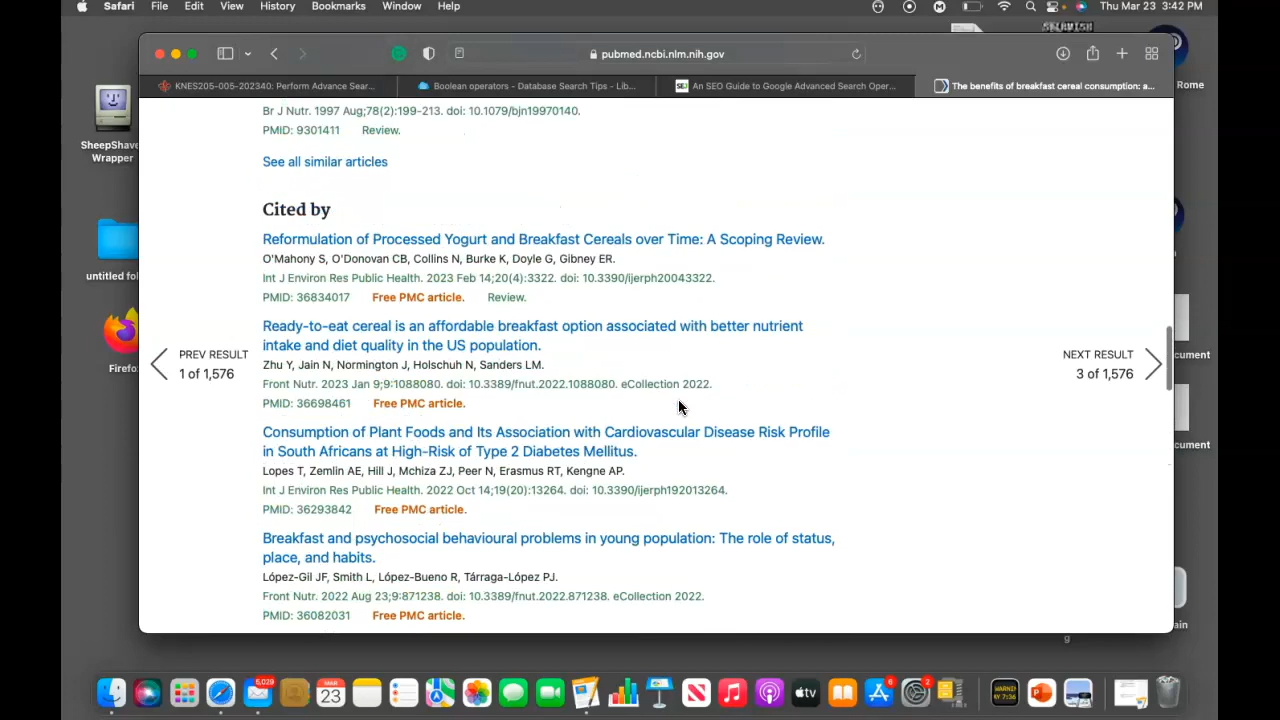 Safari File Edit View History Bookmarks Window Help Thu Mar 23 3:42 PM
pubmed.ncbi.nlm.nih.gov
KNES205-005-202340: Perform Advance Sear...
Boolean operators - Database Search Tips - Lib...
An SEO Guide to Google Advanced Search Oper...
The benefits of breakfast cereal consumption: a...
Rome
SheepShave
Wrapper
untitled fol
Firefo
cument
cument
ain
g
Br J Nutr. 1997 Aug;78(2):199-213. doi: 10.1079/bjn19970140.
PMID: 9301411 Review.
See all similar articles
Cited by
Reformulation of Processed Yogurt and Breakfast Cereals over Time: A Scoping Review.
O'Mahony S, O'Donovan CB, Collins N, Burke K, Doyle G, Gibney ER.
Int J Environ Res Public Health. 2023 Feb 14;20(4):3322. doi: 10.3390/ijerph20043322.
PMID: 36834017 Free PMC article. Review.
Ready-to-eat cereal is an affordable breakfast option associated with better nutrient
intake and diet quality in the US population.
Zhu Y, Jain N, Normington J, Holschuh N, Sanders LM.
Front Nutr. 2023 Jan 9;9:1088080. doi: 10.3389/fnut.2022.1088080. eCollection 2022.
PMID: 36698461 Free PMC article.
Consumption of Plant Foods and Its Association with Cardiovascular Disease Risk Profile
in South Africans at High-Risk of Type 2 Diabetes Mellitus.
Lopes T, Zemlin AE, Hill J, Mchiza ZJ, Peer N, Erasmus RT, Kengne AP.
Int J Environ Res Public Health. 2022 Oct 14;19(20):13264. doi: 10.3390/ijerph192013264.
PMID: 36293842 Free PMC article.
Breakfast and psychosocial behavioural problems in young population: The role of status,
place, and habits.
López-Gil JF, Smith L, López-Bueno R, Tárraga-López PJ.
Front Nutr. 2022 Aug 23;9:871238. doi: 10.3389/fnut.2022.871238. eCollection 2022.
PMID: 36082031 Free PMC article.
PREV RESULT
1 of 1,576
NEXT RESULT
3 of 1,576
6,029
MAR
23
tv
6
2